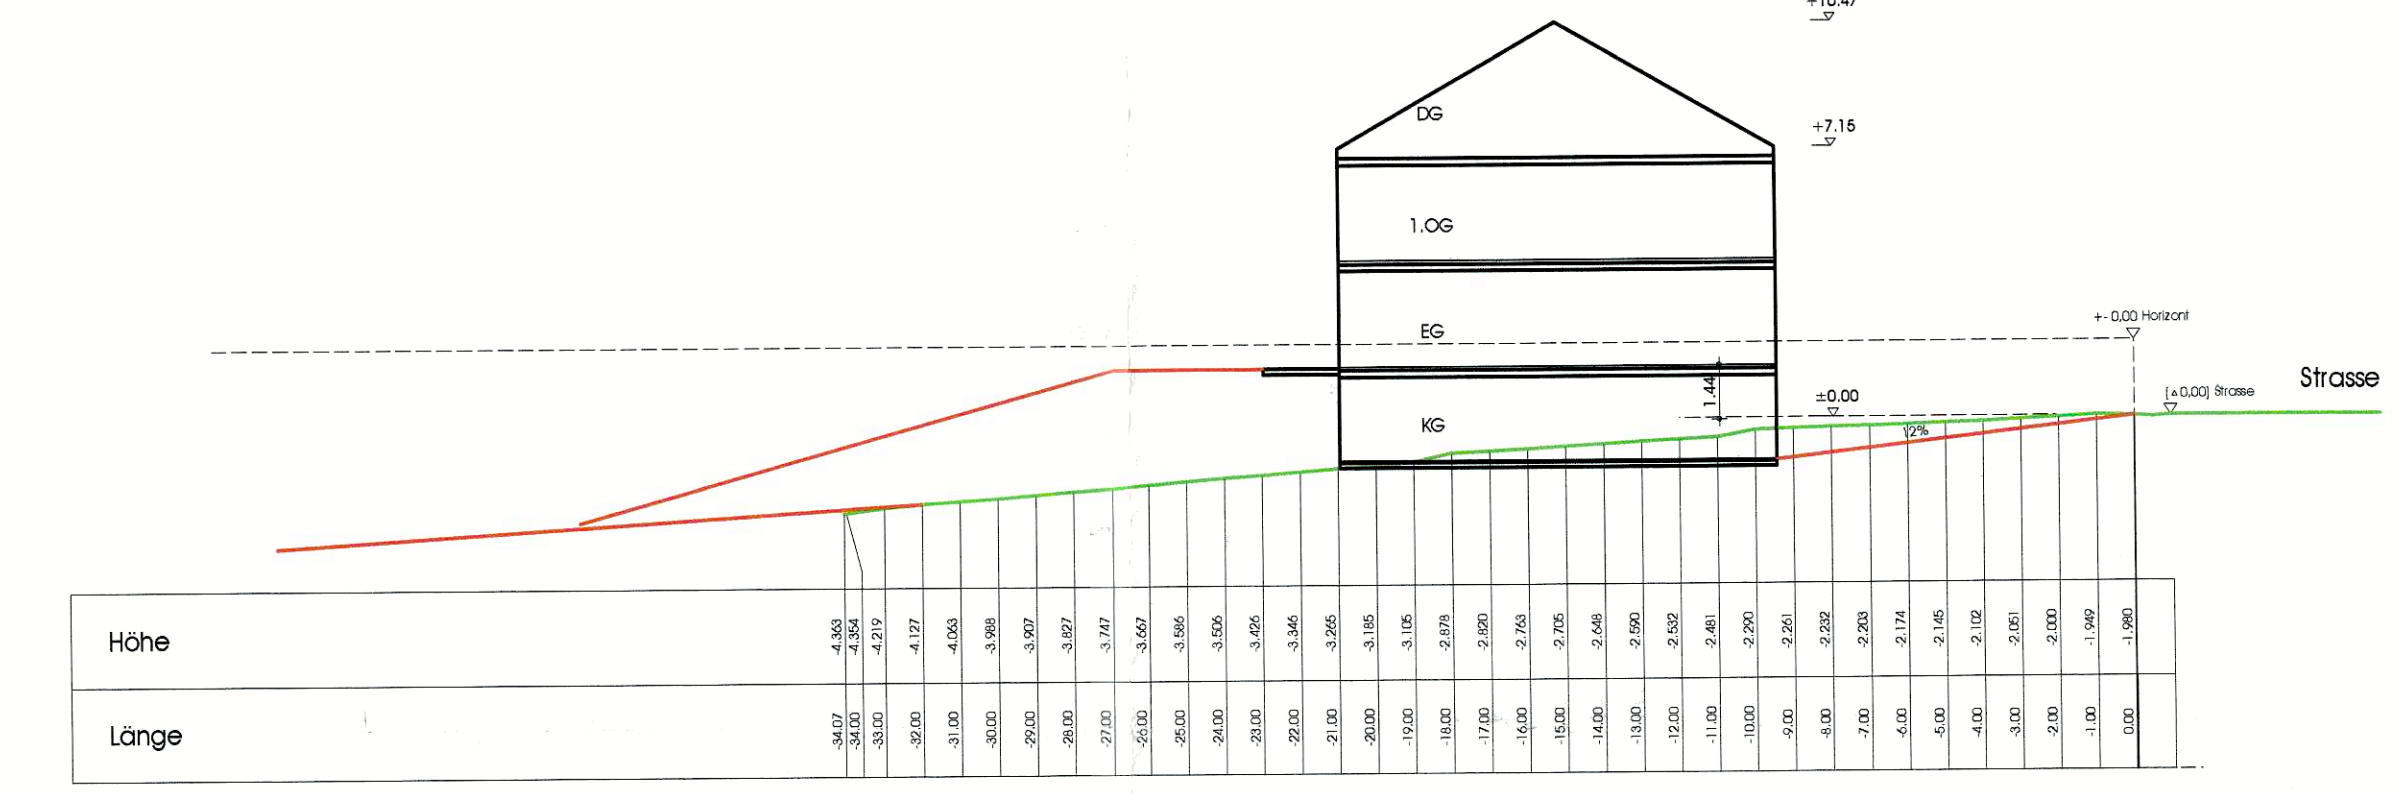 +10.47
DG
+7.15
1.OG
+- 0,00 Horizont
EG
Strasse
1.44
±0.00
[▵ 0,00] Strasse
KG
12%
Höhe -4.363 -4.354 -4.219 -4.127 -4.063 -3.988 -3.907 -3.827 -3.747 -3.667 -3.586 -3.506 -3.426 -3.346 -3.265 -3.185 -3.105 -2.878 -2.820 -2.763 -2.705 -2.648 -2.590 -2.532 -2.481 -2.290 -2.261 -2.232 -2.203 -2.174 -2.145 -2.102 -2.051 -2.000 -1.949 -1.980
Länge -34.07 -34.00 -33.00 -32.00 -31.00 -30.00 -29.00 -28.00 -27.00 -26.00 -25.00 -24.00 -23.00 -22.00 -21.00 -20.00 -19.00 -18.00 -17.00 -16.00 -15.00 -14.00 -13.00 -12.00 -11.00 -10.00 -9.00 -8.00 -7.00 -6.00 -5.00 -4.00 -3.00 -2.00 -1.00 0.00